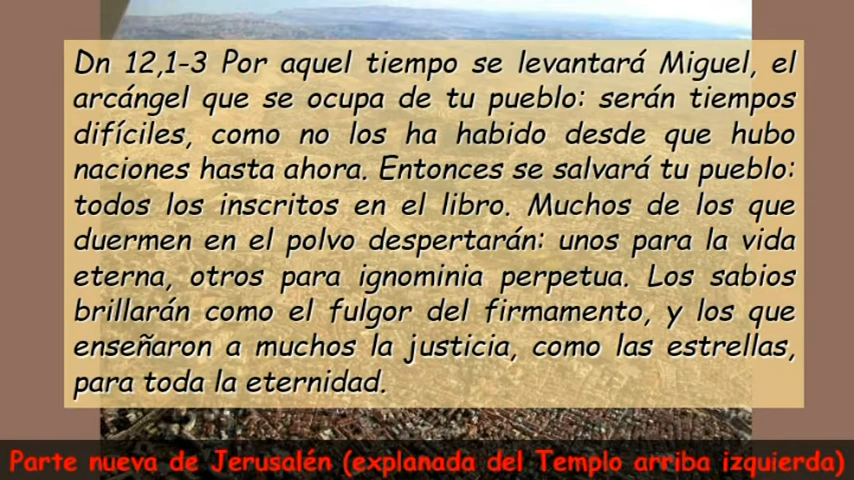 Dn 12,1-3 Por aquel tiempo se levantará Miguel, el
arcángel que se ocupa de tu pueblo: serán tiempos
difíciles, como no los ha habido desde que hubo
naciones hasta ahora. Entonces se salvará tu pueblo:
todos los inscritos en el libro. Muchos de los que
duermen en el polvo despertarán: unos para la vida
eterna, otros para ignominia perpetua. Los sabios
brillarán como el fulgor del firmamento, y los que
enseñaron a muchos la justicia, como las estrellas,
para toda la eternidad.
Parte nueva de Jerusalén (explanada del Templo arriba izquierda)